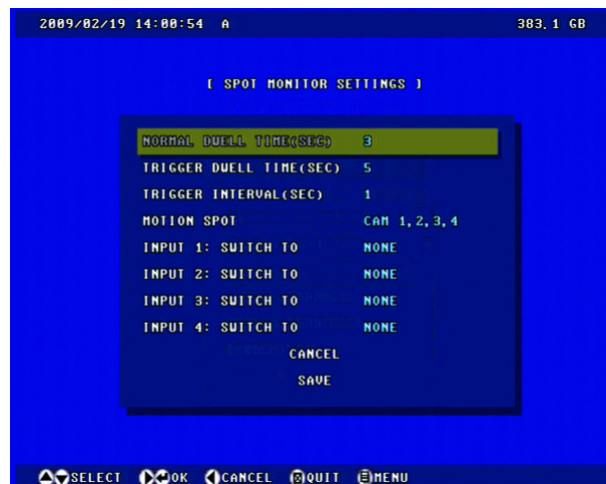 2009/02/19 14:00:54 A 383.1 GB
[ SPOT MONITOR SETTINGS ]
NORMAL DWELL TIME(SEC) 3
TRIGGER DWELL TIME(SEC) 5
TRIGGER INTERVAL(SEC) 1
MOTION SPOT CAM 1,2,3,4
INPUT 1: SWITCH TO NONE
INPUT 2: SWITCH TO NONE
INPUT 3: SWITCH TO NONE
INPUT 4: SWITCH TO NONE
CANCEL
SAVE
SELECT OK CANCEL QUIT MENU